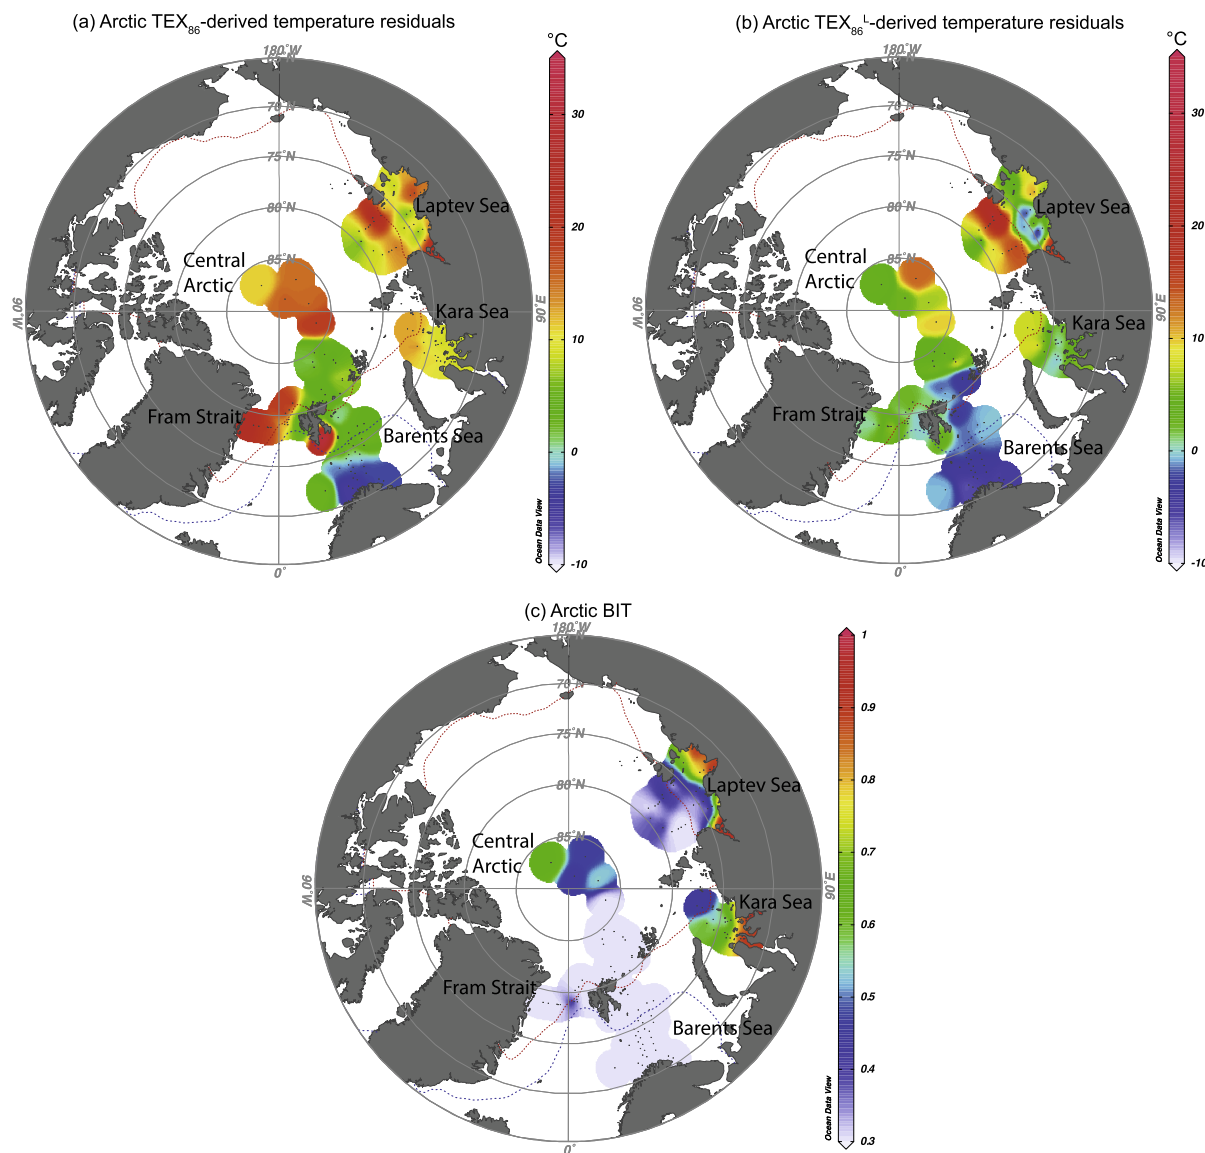 (a) Arctic TEX₈₆-derived temperature residuals
°C
180°W
70°N
75°N
80°N
85°N
Laptev Sea
Central
Arctic
Kara Sea
90°W
90°E
Fram Strait
Barents Sea
0°
30
20
10
0
-10
Ocean Data View
(b) Arctic TEX₈₆ᴸ-derived temperature residuals
°C
180°W
70°N
75°N
80°N
85°N
Laptev Sea
Central
Arctic
Kara Sea
90°W
90°E
Fram Strait
Barents Sea
0°
30
20
10
0
-10
Ocean Data View
(c) Arctic BIT
180°W
70°N
75°N
80°N
85°N
Laptev Sea
Central
Arctic
Kara Sea
90°W
90°E
Fram Strait
Barents Sea
0°
1
0.9
0.8
0.7
0.6
0.5
0.4
0.3
Ocean Data View